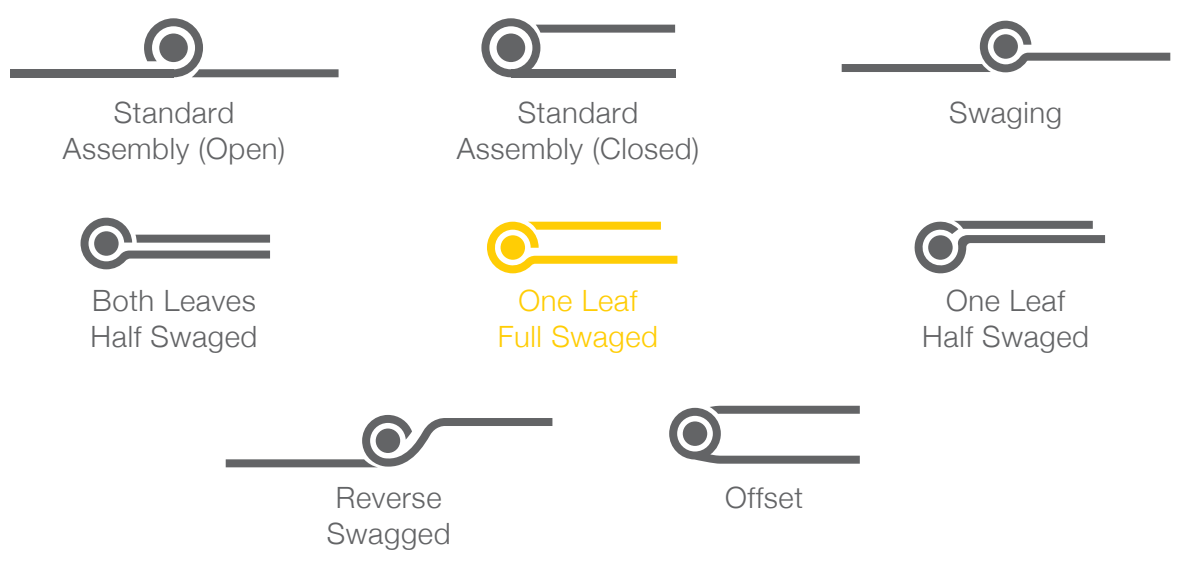 Standard
Assembly (Open)
Standard
Assembly (Closed)
Swaging
Both Leaves
Half Swaged
One Leaf
Full Swaged
One Leaf
Half Swaged
Reverse
Swagged
Offset